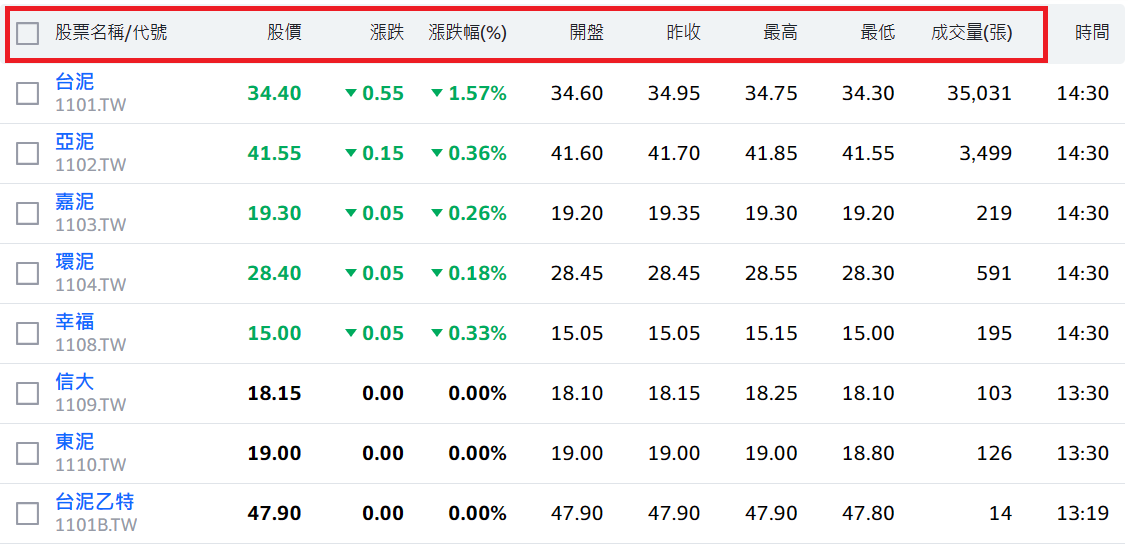 股票名稱/代號 股價 漲跌 漲跌幅(%) 開盤 昨收 最高 最低 成交量(張) 時間
台泥
1101.TW 34.40 ▼ 0.55 ▼ 1.57% 34.60 34.95 34.75 34.30 35,031 14:30
亞泥
1102.TW 41.55 ▼ 0.15 ▼ 0.36% 41.60 41.70 41.85 41.55 3,499 14:30
嘉泥
1103.TW 19.30 ▼ 0.05 ▼ 0.26% 19.20 19.35 19.30 19.20 219 14:30
環泥
1104.TW 28.40 ▼ 0.05 ▼ 0.18% 28.45 28.45 28.55 28.30 591 14:30
幸福
1108.TW 15.00 ▼ 0.05 ▼ 0.33% 15.05 15.05 15.15 15.00 195 14:30
信大
1109.TW 18.15 0.00 0.00% 18.10 18.15 18.25 18.10 103 13:30
東泥
1110.TW 19.00 0.00 0.00% 19.00 19.00 19.00 18.80 126 13:30
台泥乙特
1101B.TW 47.90 0.00 0.00% 47.90 47.90 47.90 47.80 14 13:19